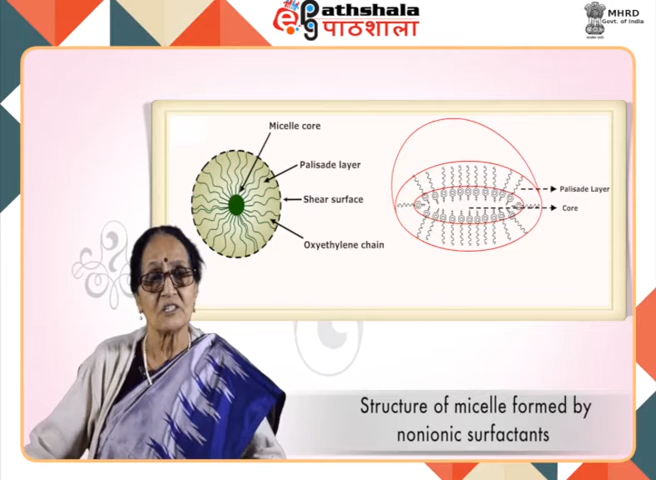 Pathshala
पाठशाला
MHRD
Govt. of India
Micelle core
Palisade layer
Shear surface
Oxyethylene chain
Palisade Layer
Core
Structure of micelle formed by
nonionic surfactants